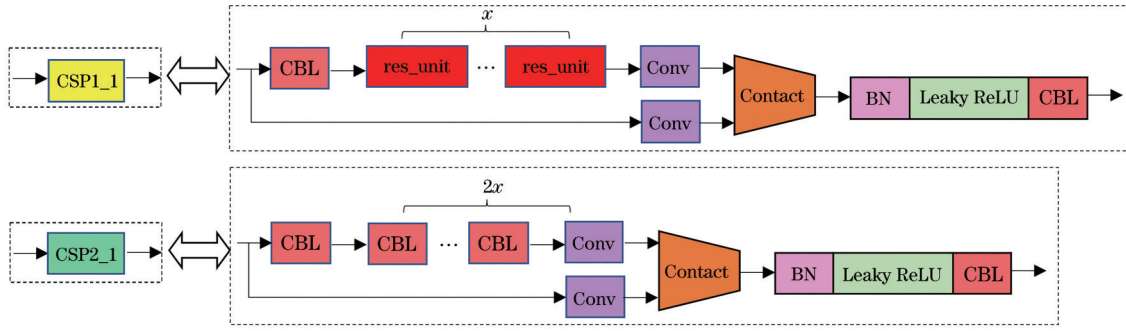 x
CSP1_1
CBL
res_unit
...
res_unit
Conv
Conv
Contact
BN
Leaky ReLU
CBL
2x
CSP2_1
CBL
CBL
...
CBL
Conv
Conv
Contact
BN
Leaky ReLU
CBL